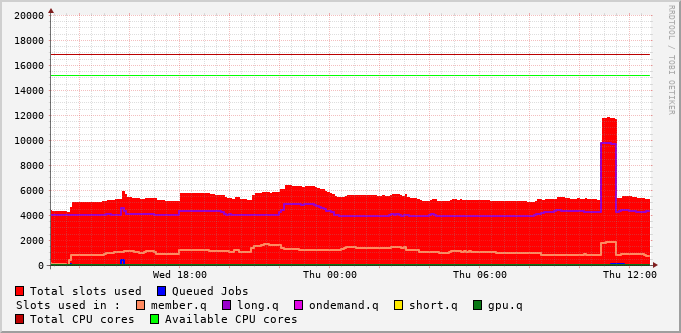 20000
18000
16000
14000
12000
10000
8000
6000
4000
2000
0
Wed 18:00 Thu 00:00 Thu 06:00 Thu 12:00
RRDTOOL / TOBI OETIKER
Total slots used Queued Jobs
Slots used in : member.q long.q ondemand.q short.q gpu.q
Total CPU cores Available CPU cores